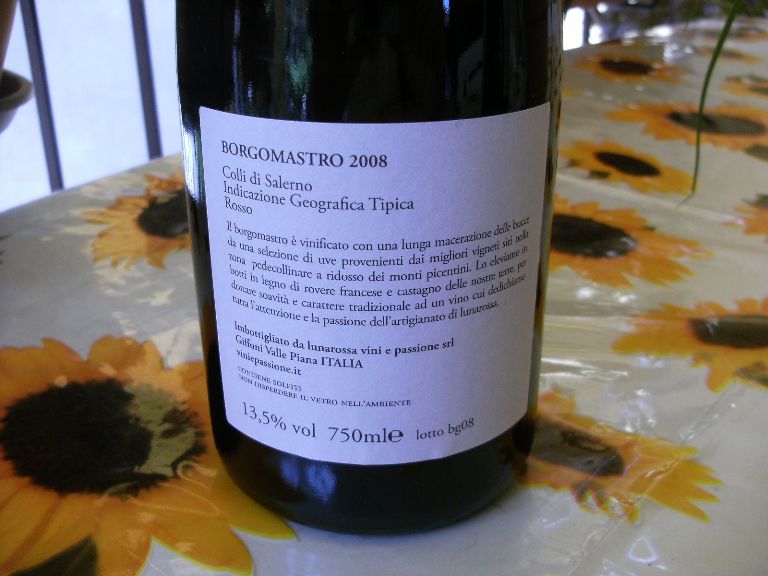 BORGOMASTRO 2008
Colli di Salerno
Indicazione Geografica Tipica
Rosso
Il borgomastro è vinificato con una lunga macerazione delle bucce
da una selezione di uve provenienti dai migliori vigneti siti nella
zona pedecollinare a ridosso dei monti picentini. Lo eleviamo in
botti in legno di rovere francese e castagno delle nostre terre, per
donare soavità e carattere tradizionale ad un vino cui dedichiamo
tutta l'attenzione e la passione dell'artigianato di lunarossa.
Imbottigliato da lunarossa vini e passione srl
Giffoni Valle Piana ITALIA
viniepassione.it
CONTIENE SOLFITI
NON DISPERDERE IL VETRO NELL'AMBIENTE
13,5% vol 750ml℮ lotto bg08